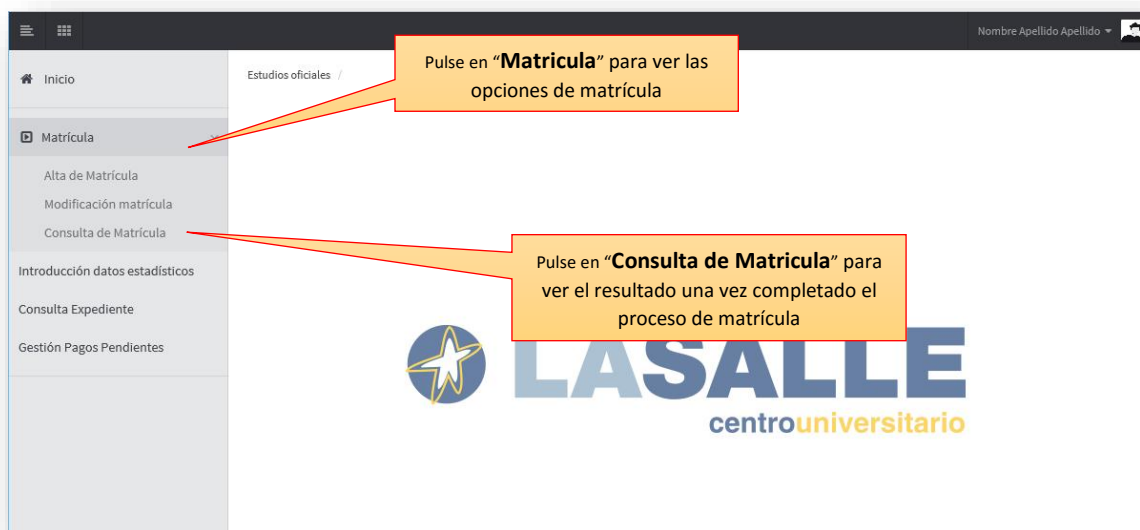 Nombre Apellido Apellido
Inicio
Estudios oficiales /
Pulse en “Matricula” para ver las
opciones de matrícula
Matrícula
Alta de Matrícula
Modificación matrícula
Consulta de Matrícula
Introducción datos estadísticos
Consulta Expediente
Gestión Pagos Pendientes
Pulse en “Consulta de Matricula” para
ver el resultado una vez completado el
proceso de matrícula
LASALLE
centrouniversitario